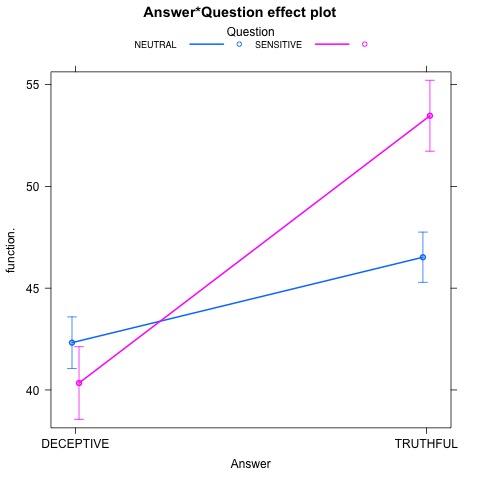 Answer*Question effect plot
Question
NEUTRAL SENSITIVE
55
50
45
40
function.
DECEPTIVE TRUTHFUL
Answer